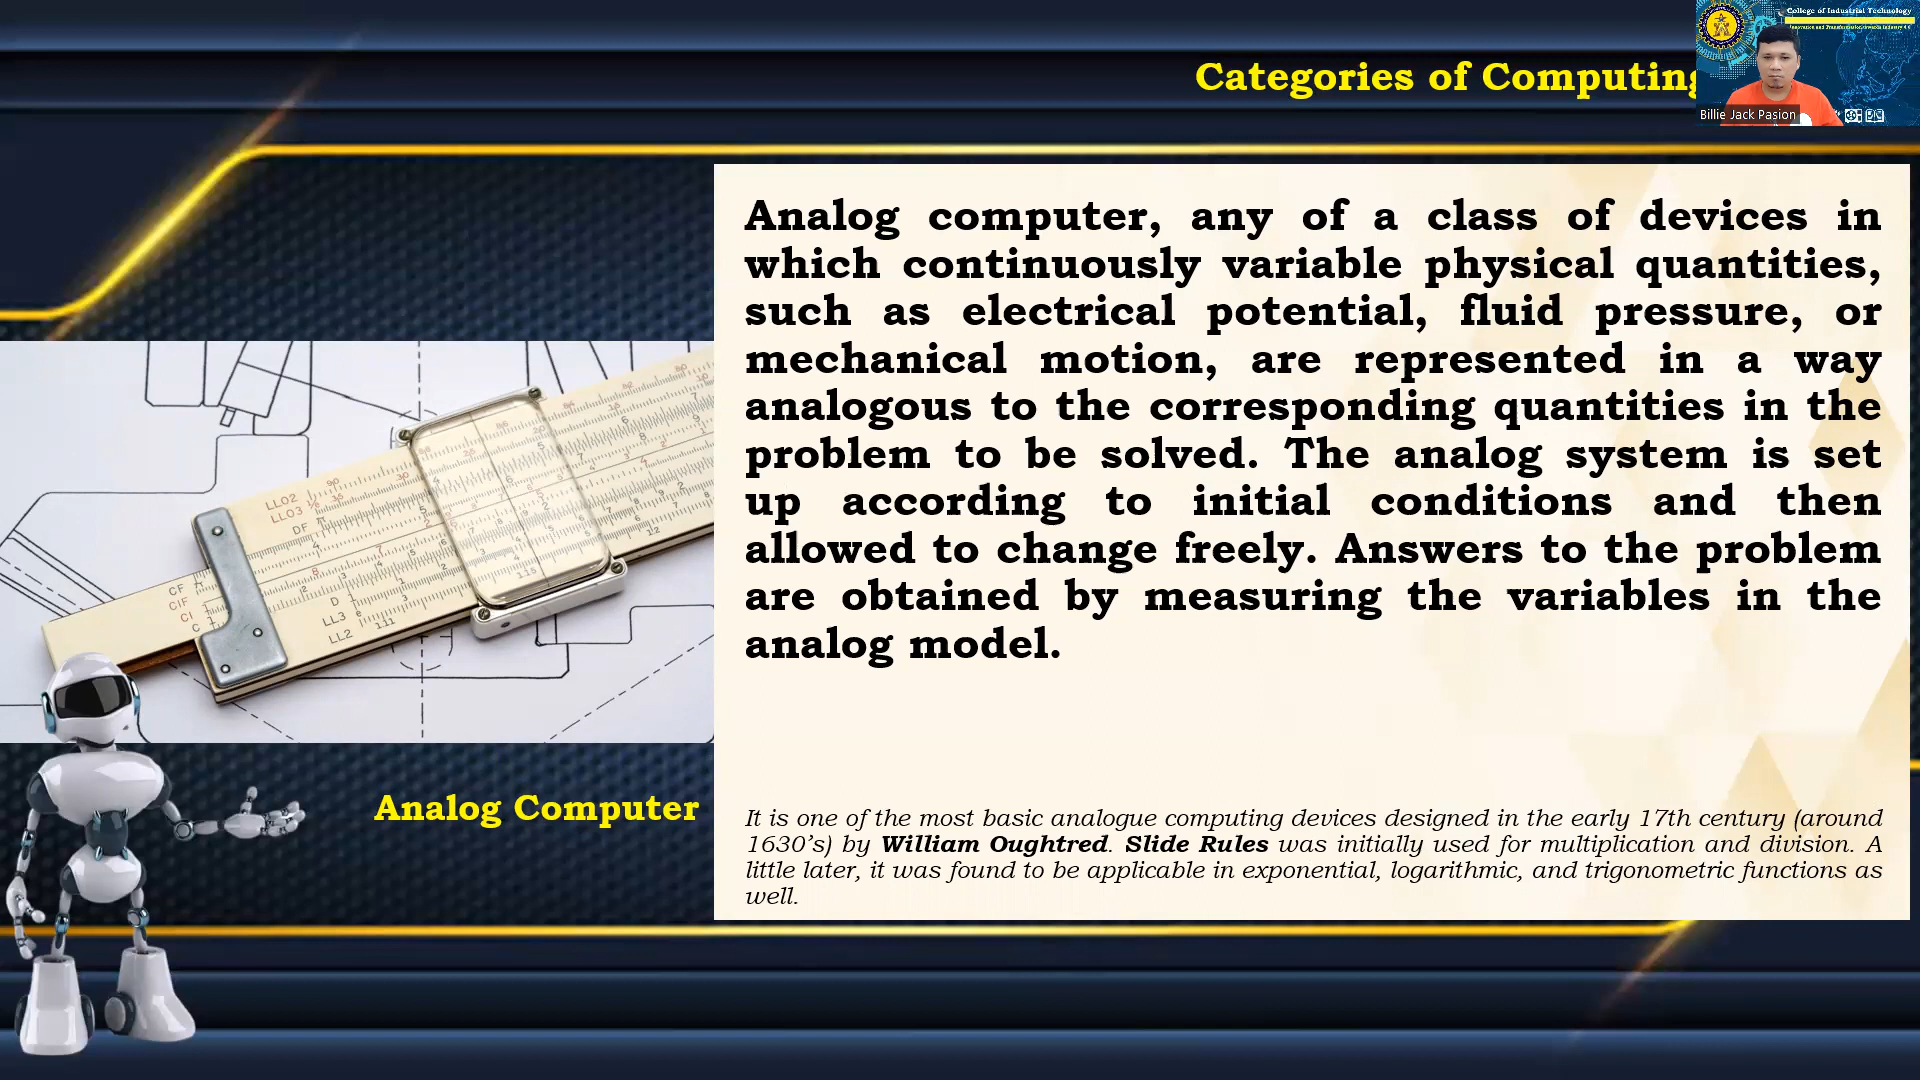 College of Industrial Technology
Categories of Computing
Billie Jack Pasion
Analog computer, any of a class of devices in
which continuously variable physical quantities,
such as electrical potential, fluid pressure, or
mechanical motion, are represented in a way
analogous to the corresponding quantities in the
problem to be solved. The analog system is set
up according to initial conditions and then
allowed to change freely. Answers to the problem
are obtained by measuring the variables in the
analog model.
LL02
LL03
DF
CF
CIF
CI
C
D
LL3
LL2
Analog Computer
It is one of the most basic analogue computing devices designed in the early 17th century (around
1630’s) by William Oughtred. Slide Rules was initially used for multiplication and division. A
little later, it was found to be applicable in exponential, logarithmic, and trigonometric functions as
well.